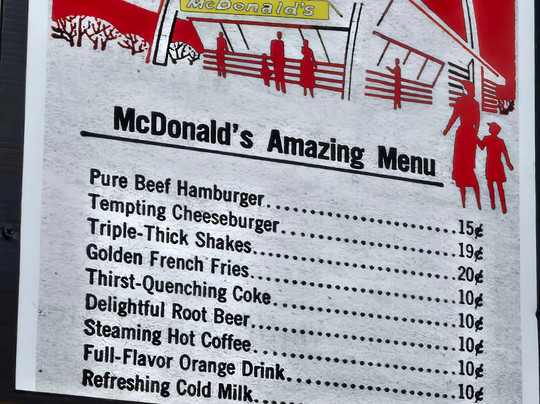 McDonald's
McDonald's Amazing Menu
Pure Beef Hamburger..............................15¢
Tempting Cheeseburger..............................19¢
Triple-Thick Shakes..............................20¢
Golden French Fries..............................10¢
Thirst-Quenching Coke..............................10¢
Delightful Root Beer..............................10¢
Steaming Hot Coffee..............................10¢
Full-Flavor Orange Drink..............................10¢
Refreshing Cold Milk..............................